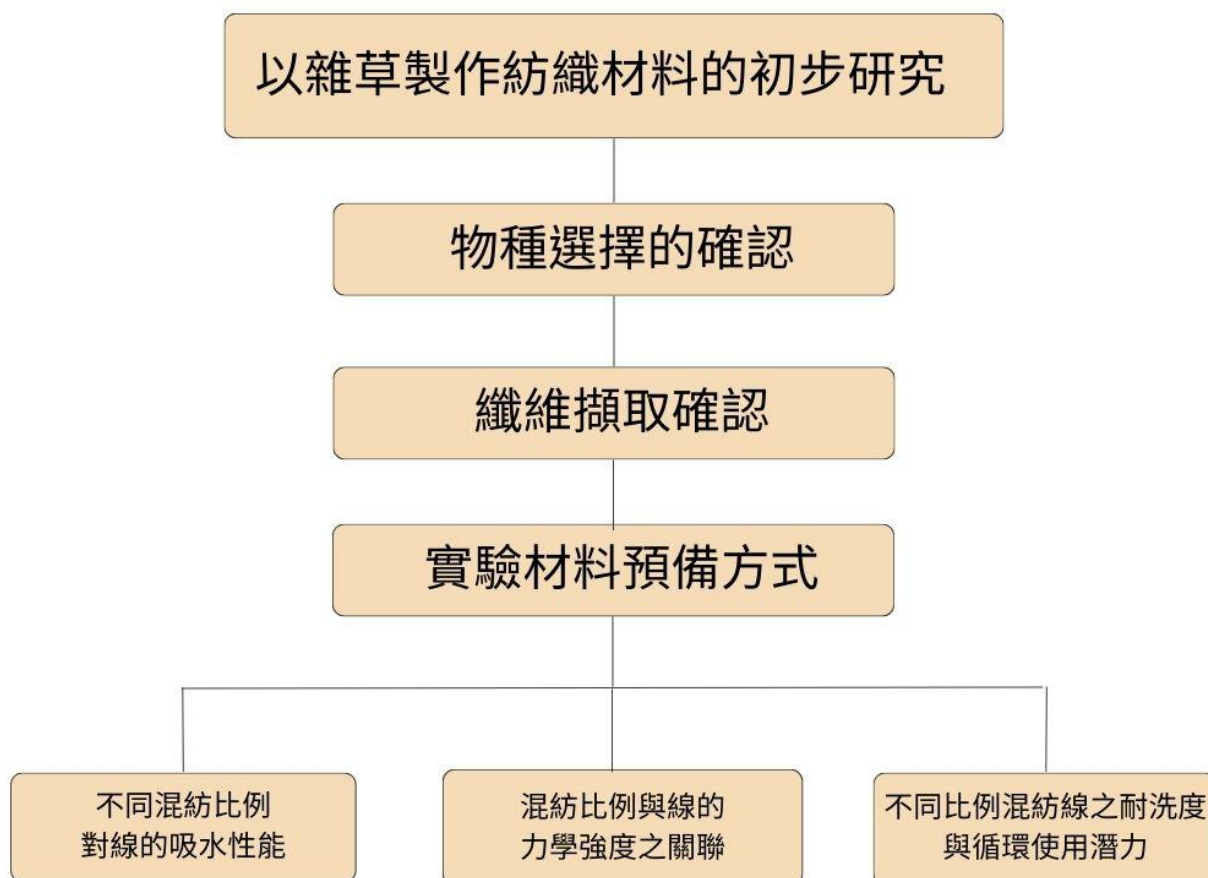 以雜草製作紡織材料的初步研究
物種選擇的確認
纖維擷取確認
實驗材料預備方式
不同混紡比例
對線的吸水性能
混紡比例與線的
力學強度之關聯
不同比例混紡線之耐洗度
與循環使用潛力